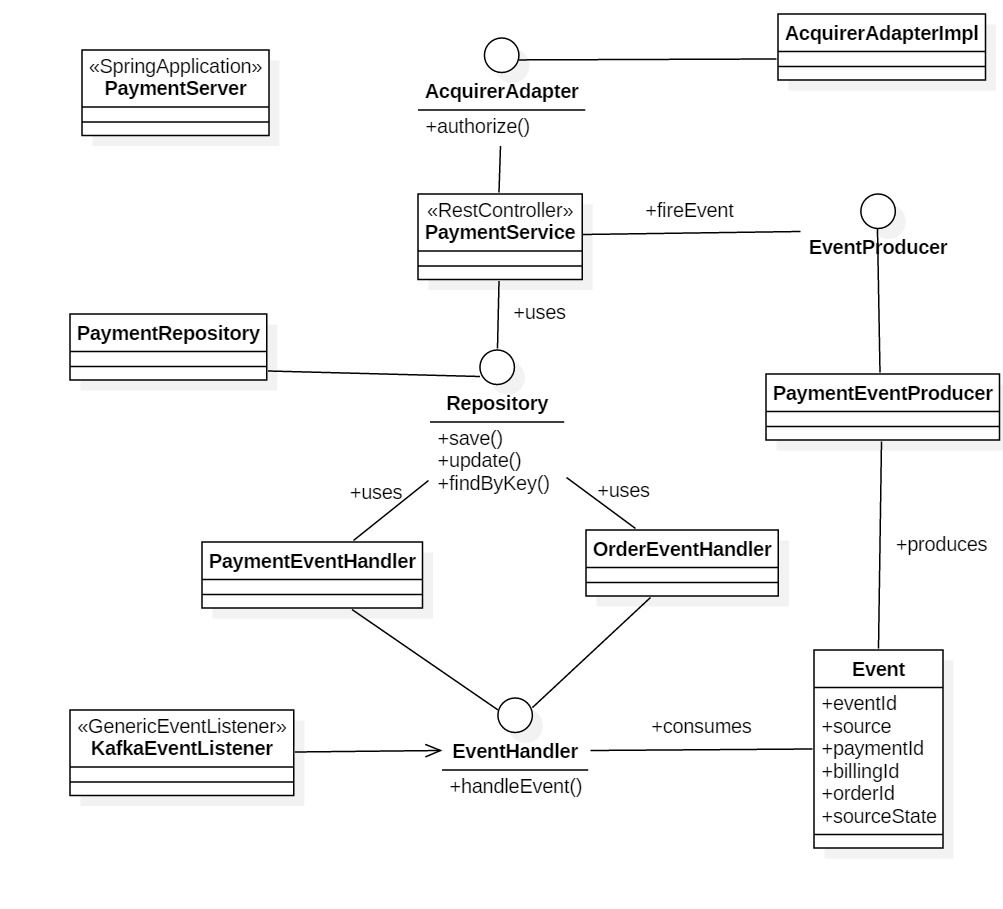 AcquirerAdapterImpl
«SpringApplication»
PaymentServer
AcquirerAdapter
+authorize()
«RestController»
PaymentService
+fireEvent
EventProducer
+uses
PaymentRepository
Repository
+save()
+update()
+findByKey()
PaymentEventProducer
+uses
+uses
PaymentEventHandler
OrderEventHandler
+produces
Event
+eventId
+source
+paymentId
+billingId
+orderId
+sourceState
«GenericEventListener»
KafkaEventListener
EventHandler
+handleEvent()
+consumes